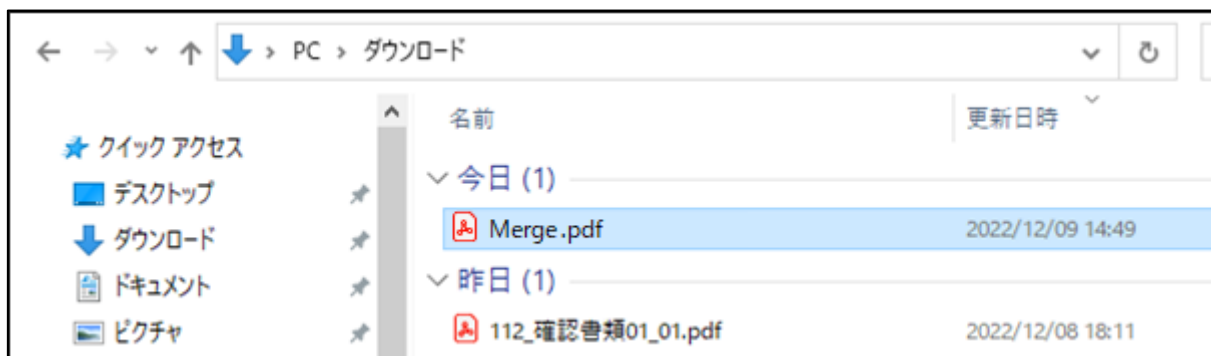 PC › ダウンロード
名前 更新日時
クイック アクセス
デスクトップ
ダウンロード
ドキュメント
ピクチャ
今日 (1)
Merge.pdf 2022/12/09 14:49
昨日 (1)
112_確認書類01_01.pdf 2022/12/08 18:11